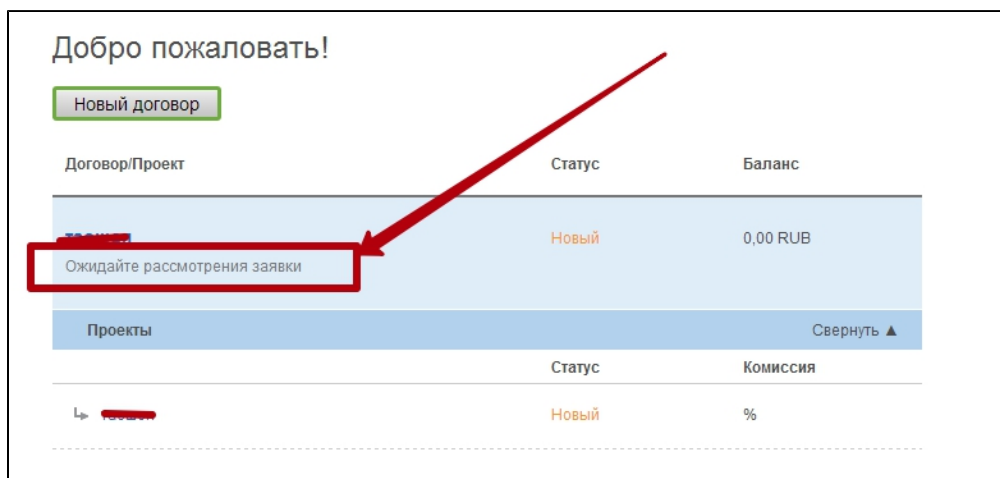 Добро пожаловать!
Новый договор
Договор/Проект Статус Баланс
Новый 0,00 RUB
Ожидайте рассмотрения заявки
Проекты Свернуть ▲
Статус Комиссия
Новый %